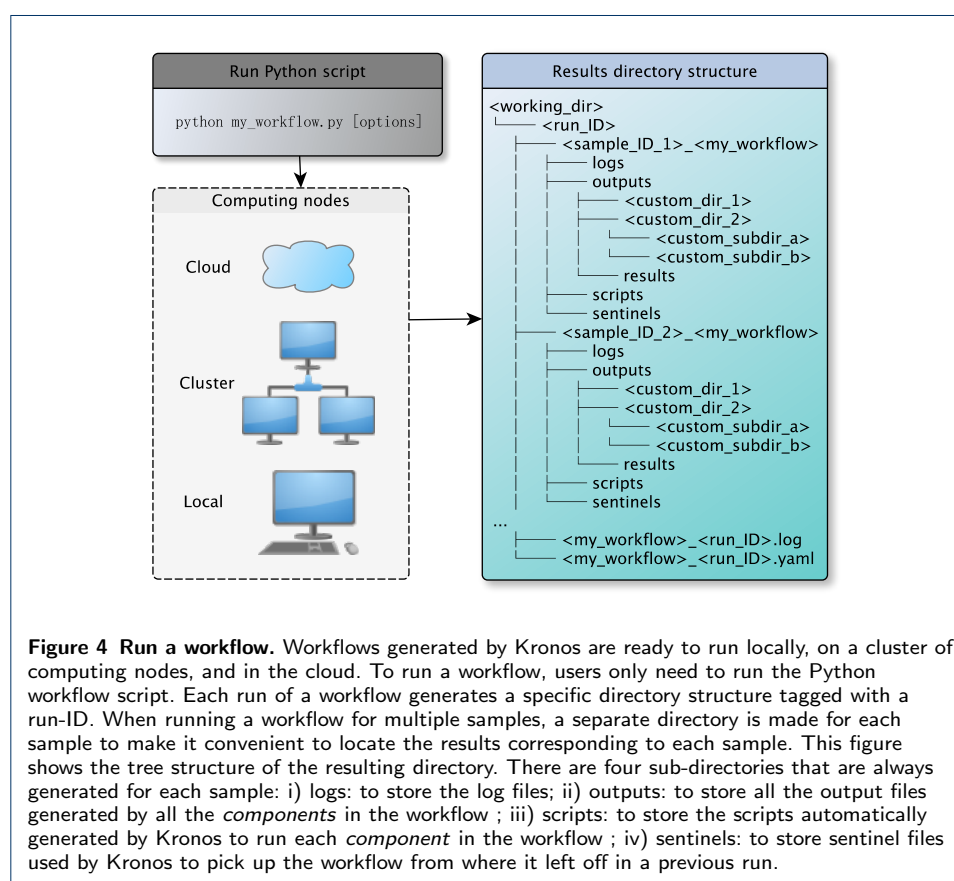 Run Python script
python my_workflow.py [options]
Computing nodes
Cloud
Cluster
Local
Results directory structure
<working_dir>
<run_ID>
<sample_ID_1>_<my_workflow>
logs
outputs
<custom_dir_1>
<custom_dir_2>
<custom_subdir_a>
<custom_subdir_b>
results
scripts
sentinels
<sample_ID_2>_<my_workflow>
logs
outputs
<custom_dir_1>
<custom_dir_2>
<custom_subdir_a>
<custom_subdir_b>
results
scripts
sentinels
...
<my_workflow>_<run_ID>.log
<my_workflow>_<run_ID>.yaml
Figure 4 Run a workflow. Workflows generated by Kronos are ready to run locally, on a cluster of
computing nodes, and in the cloud. To run a workflow, users only need to run the Python
workflow script. Each run of a workflow generates a specific directory structure tagged with a
run-ID. When running a workflow for multiple samples, a separate directory is made for each
sample to make it convenient to locate the results corresponding to each sample. This figure
shows the tree structure of the resulting directory. There are four sub-directories that are always
generated for each sample: i) logs: to store the log files; ii) outputs: to store all the output files
generated by all the components in the workflow ; iii) scripts: to store the scripts automatically
generated by Kronos to run each component in the workflow ; iv) sentinels: to store sentinel files
used by Kronos to pick up the workflow from where it left off in a previous run.